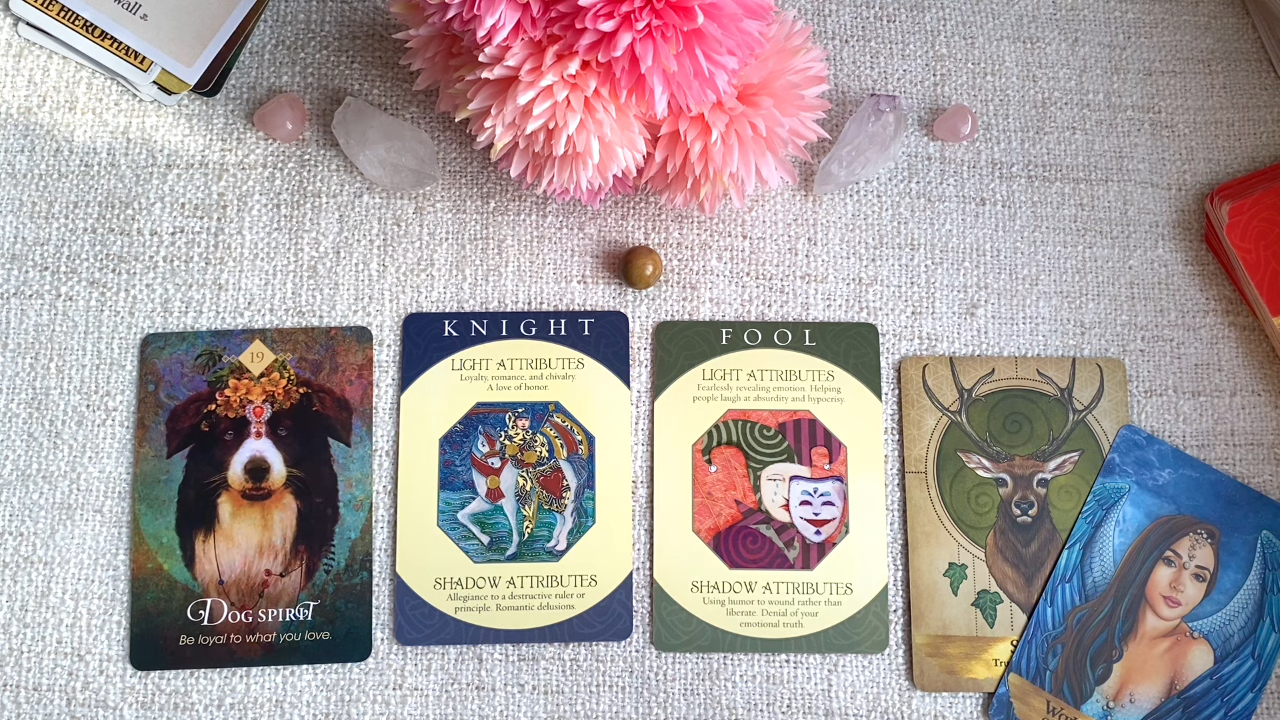 wall
THE HIEROPHANT
19
DOG SPIRIT
Be loyal to what you love.
KNIGHT
LIGHT ATTRIBUTES
Loyalty, romance, and chivalry.
A love of honor.
SHADOW ATTRIBUTES
Allegiance to a destructive ruler or
principle. Romantic delusions.
FOOL
LIGHT ATTRIBUTES
Fearlessly revealing emotion. Helping
people laugh at absurdity and hypocrisy.
SHADOW ATTRIBUTES
Using humor to wound rather than
liberate. Denial of your
emotional truth.